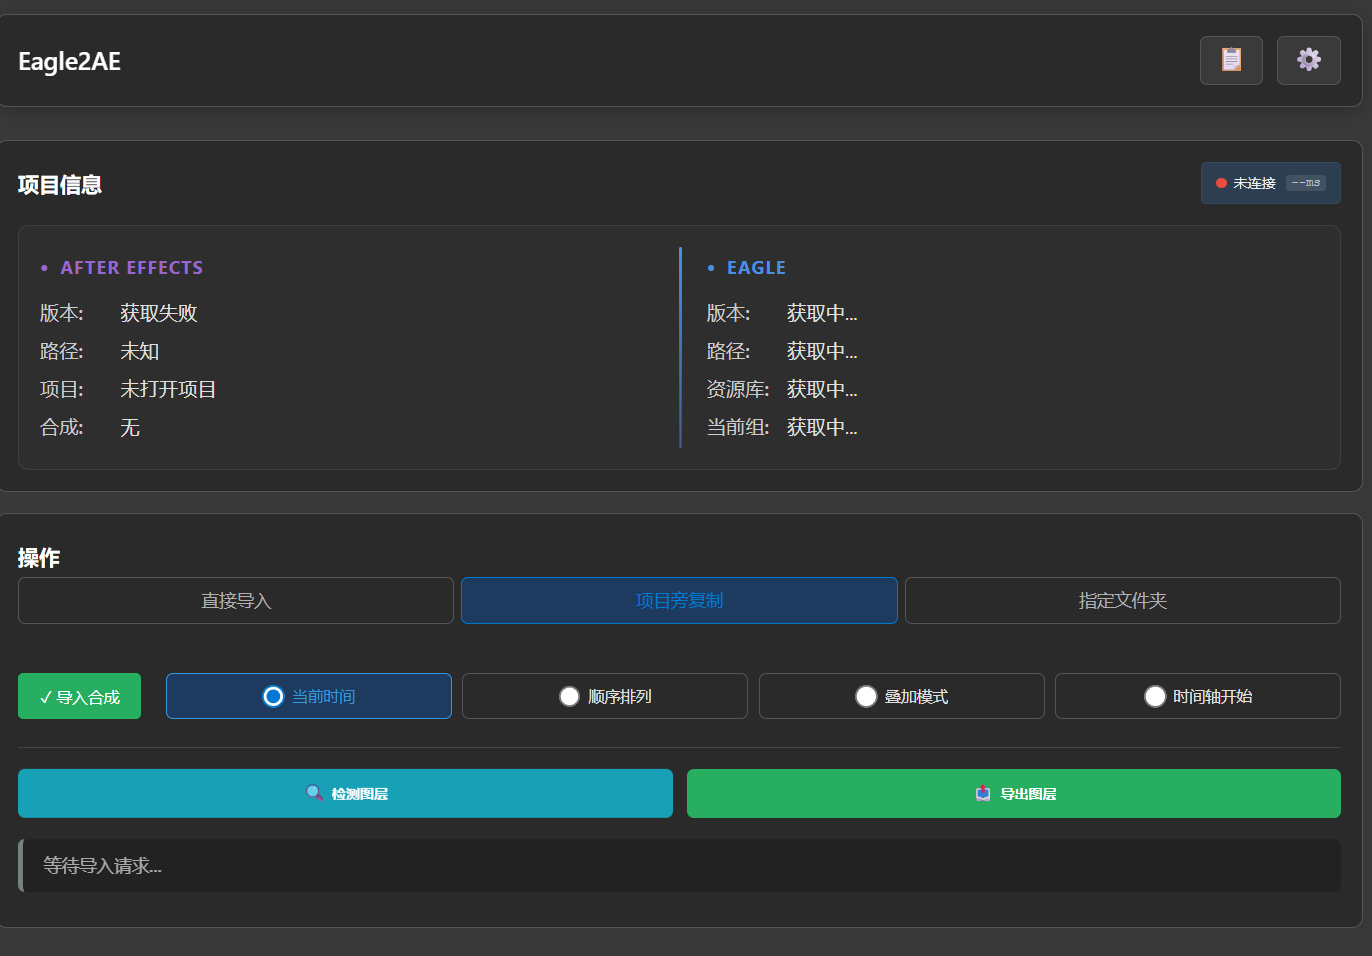 Eagle2AE
项目信息
未连接 --ms
• AFTER EFFECTS
版本: 获取失败
路径: 未知
项目: 未打开项目
合成: 无
• EAGLE
版本: 获取中...
路径: 获取中...
资源库: 获取中...
当前组: 获取中...
操作
直接导入 项目旁复制 指定文件夹
✓ 导入合成 当前时间 顺序排列 叠加模式 时间轴开始
检测图层 导出图层
等待导入请求...